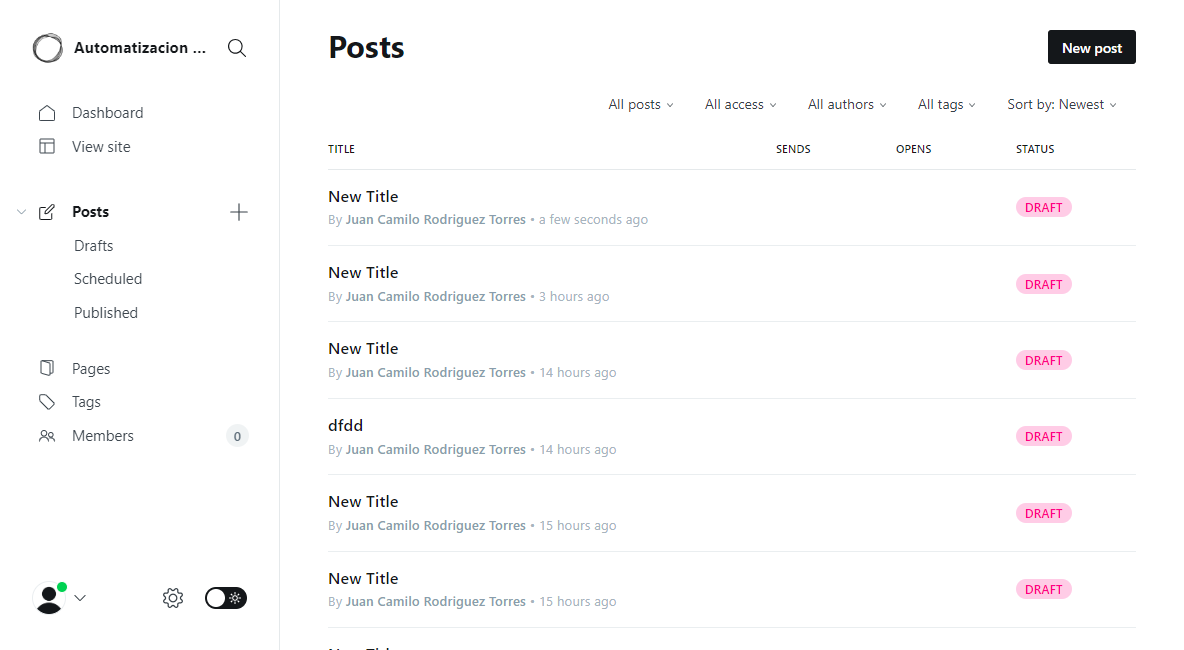 Automatizacion ...
Dashboard
View site
Posts
Drafts
Scheduled
Published
Pages
Tags
Members
0
Posts
New post
All posts
All access
All authors
All tags
Sort by: Newest
TITLE SENDS OPENS STATUS
New Title
By Juan Camilo Rodriguez Torres • a few seconds ago
DRAFT
New Title
By Juan Camilo Rodriguez Torres • 3 hours ago
DRAFT
New Title
By Juan Camilo Rodriguez Torres • 14 hours ago
DRAFT
dfdd
By Juan Camilo Rodriguez Torres • 14 hours ago
DRAFT
New Title
By Juan Camilo Rodriguez Torres • 15 hours ago
DRAFT
New Title
By Juan Camilo Rodriguez Torres • 15 hours ago
DRAFT